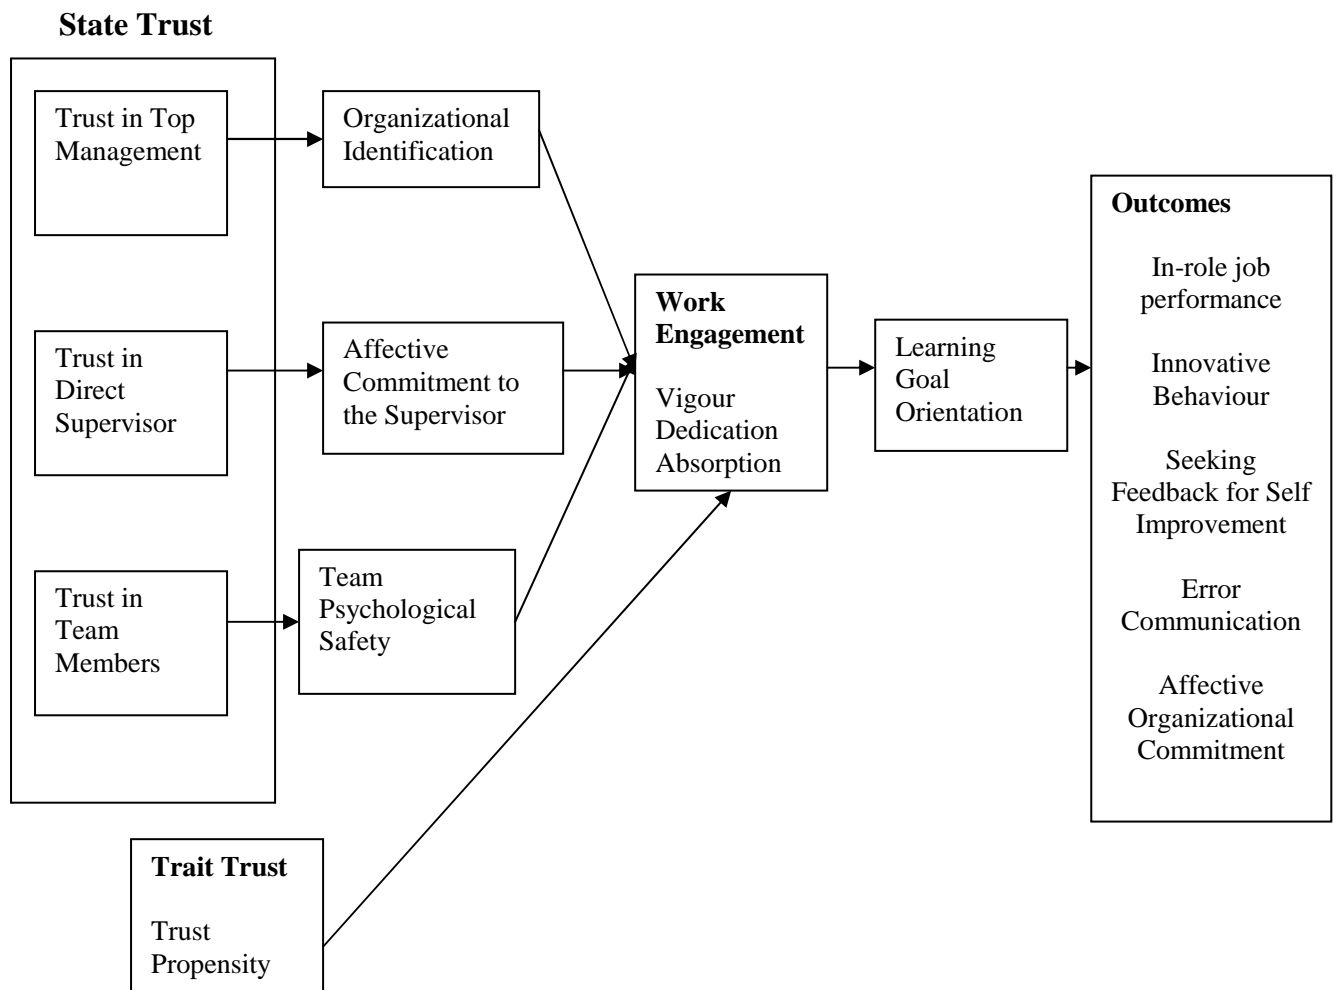 State Trust
Trust in Top
Management
Organizational
Identification
Trust in
Direct
Supervisor
Affective
Commitment to
the Supervisor
Trust in
Team
Members
Team
Psychological
Safety
Trait Trust
Trust
Propensity
Work
Engagement
Vigour
Dedication
Absorption
Learning
Goal
Orientation
Outcomes
In-role job
performance
Innovative
Behaviour
Seeking
Feedback for Self
Improvement
Error
Communication
Affective
Organizational
Commitment